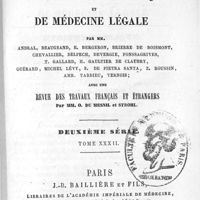 ET
DE MÉDECINE LÉGALE
PAR MM.
ANDRAL, BEAUGRAND, E. BERGERON, BRIERRE DE BOISMONT,
CHEVALLIER, DELPECH, DEVERGIE, FONSSAGRIVES,
T. GALLARD, H. GAULTIER DE CLAUBRY,
GUÉRARD, MICHEL LÉVY, P. DE PIETRA SANTA, Z. ROUSSIN,
AMB. TARDIEU, VERNOIS;
AVEC UNE
REVUE DES TRAVAUX FRANÇAIS ET ÉTRANGERS
Par MM. O. DU MESNIL et STROHL.
DEUXIÈME SÉRIE
TOME XXXII.
PARIS
J.-B. BAILLIÈRE ET FILS,
LIBRAIRES DE L'ACADÉMIE IMPÉRIALE DE MÉDECINE,
FACULTÉ DE
PARIS